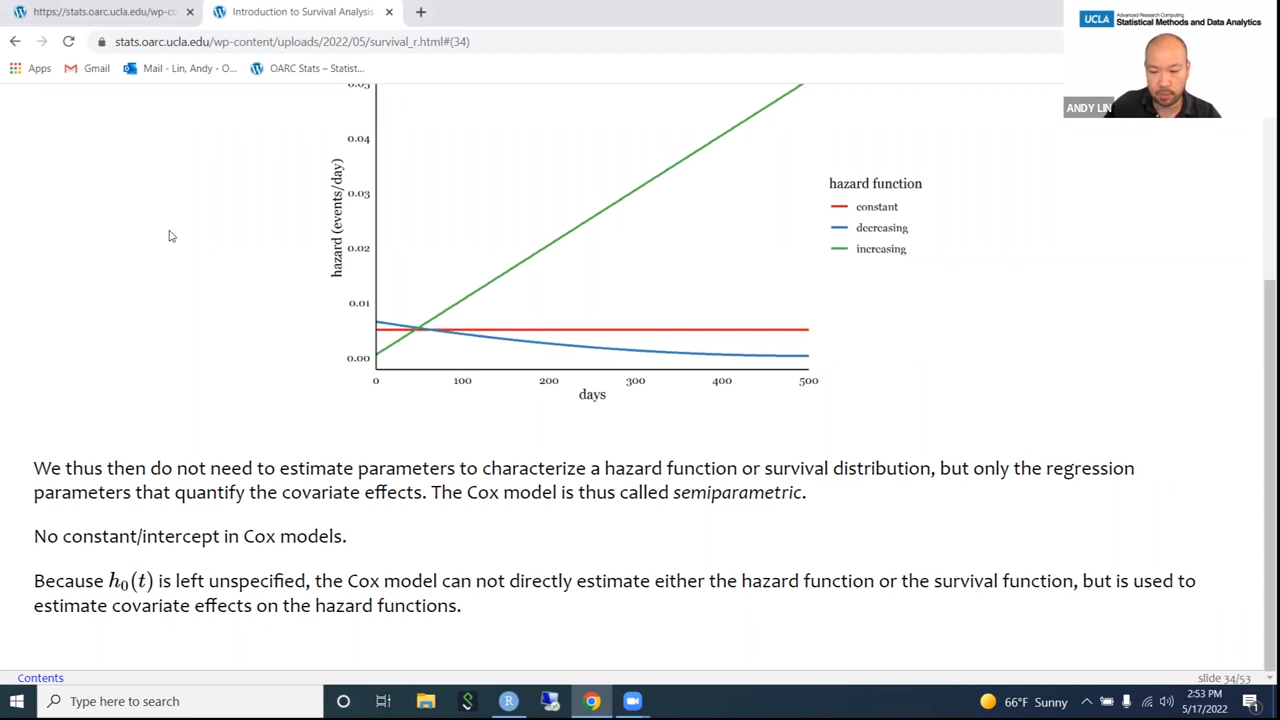 https://stats.oarc.ucla.edu/wp-co
Introduction to Survival Analysis
stats.oarc.ucla.edu/wp-content/uploads/2022/05/survival_r.html#(34)
Apps
Gmail
Mail - Lin, Andy - O...
OARC Stats – Statist...
UCLA
Advanced Research Computing
Statistical Methods and Data Analytics
ANDY LIN
0.05
0.04
0.03
0.02
0.01
0.00
hazard (events/day)
0 100 200 300 400 500
days
hazard function
constant
decreasing
increasing
We thus then do not need to estimate parameters to characterize a hazard function or survival distribution, but only the regression
parameters that quantify the covariate effects. The Cox model is thus called semiparametric.
No constant/intercept in Cox models.
Because h₀(t) is left unspecified, the Cox model can not directly estimate either the hazard function or the survival function, but is used to
estimate covariate effects on the hazard functions.
Contents
slide 34/53
Type here to search
66°F Sunny
2:53 PM
5/17/2022